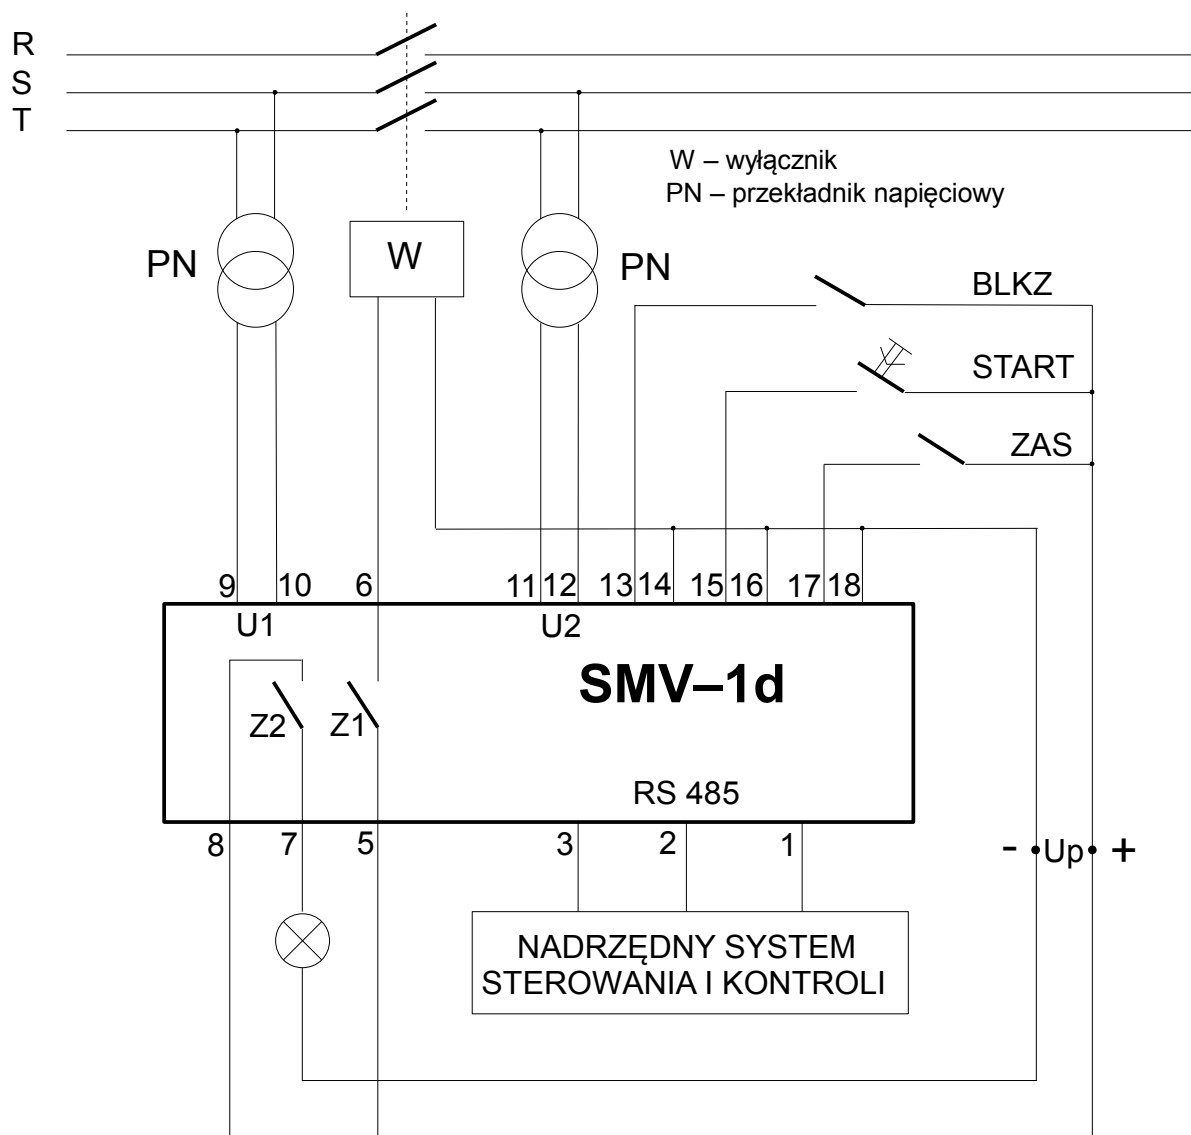 R
S
T
W – wyłącznik
PN – przekładnik napięciowy
PN
W
PN
BLKZ
START
ZAS
9 10 6 11 12 13 14 15 16 17 18
U1 U2
SMV–1d
Z2 Z1
RS 485
8 7 5 3 2 1
- Up +
NADRZĘDNY SYSTEM
STEROWANIA I KONTROLI